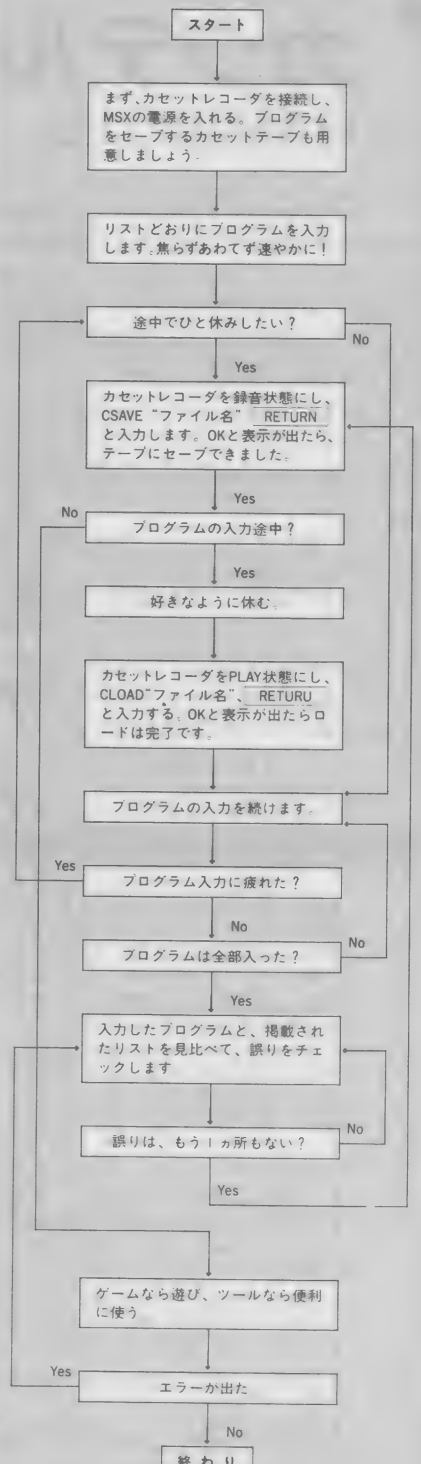 スタート
まず、カセットレコーダを接続し、
MSXの電源を入れる。プログラム
をセーブするカセットテープも用
意しましょう.
リストどおりにプログラムを入力
します。焦らずあわてず速やかに！
途中でひと休みしたい？
No
Yes
カセットレコーダを録音状態にし、
CSAVE “ファイル名” RETURN
と入力します。OKと表示が出たら、
テープにセーブできました。
Yes
No
プログラムの入力途中？
Yes
好きなように休む。
カセットレコーダをPLAY状態にし、
CLOAD“ファイル名”、RETURU
と入力する。OKと表示が出たらロ
ードは完了です。
プログラムの入力を続けます。
Yes
プログラム入力に疲れた？
No
プログラムは全部入った？
No
Yes
入力したプログラムと、掲載され
たリストを見比べて、誤りをチェ
ックします
誤りは、もう1ヵ所もない？
No
Yes
ゲームなら遊び、ツールなら便利
に使う
Yes
エラーが出た
No
終わり